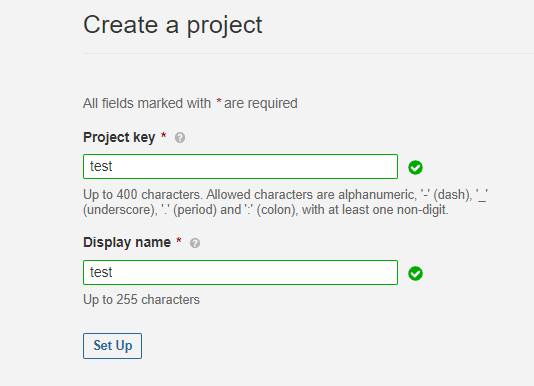 Create a project
All fields marked with * are required
Project key *
test
Up to 400 characters. Allowed characters are alphanumeric, '-' (dash), '_'
(underscore), '.' (period) and ':' (colon), with at least one non-digit.
Display name *
test
Up to 255 characters
Set Up